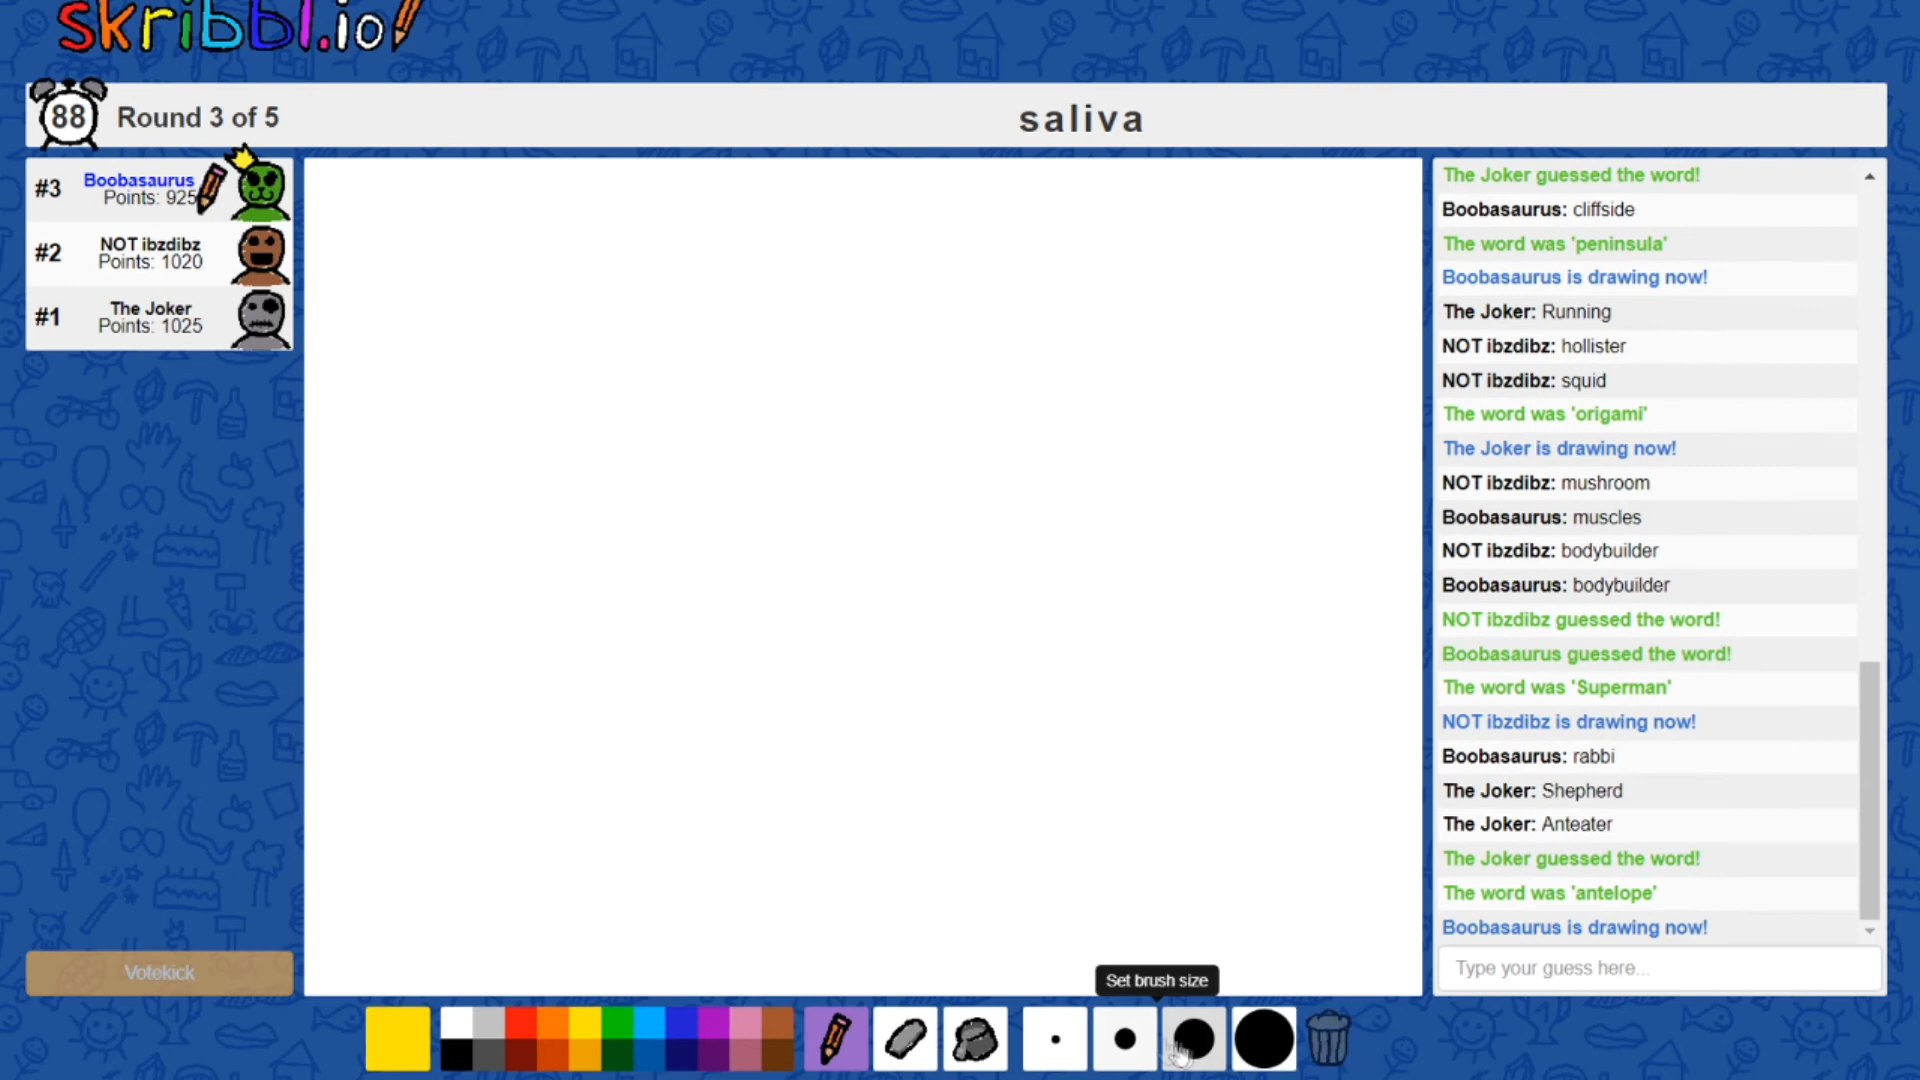 skribbl.io
88
Round 3 of 5
saliva
#3
Boobasaurus
Points: 925
#2
NOT ibzdibz
Points: 1020
#1
The Joker
Points: 1025
Votekick
The Joker guessed the word!
Boobasaurus: cliffside
The word was 'peninsula'
Boobasaurus is drawing now!
The Joker: Running
NOT ibzdibz: hollister
NOT ibzdibz: squid
The word was 'origami'
The Joker is drawing now!
NOT ibzdibz: mushroom
Boobasaurus: muscles
NOT ibzdibz: bodybuilder
Boobasaurus: bodybuilder
NOT ibzdibz guessed the word!
Boobasaurus guessed the word!
The word was 'Superman'
NOT ibzdibz is drawing now!
Boobasaurus: rabbi
The Joker: Shepherd
The Joker: Anteater
The Joker guessed the word!
The word was 'antelope'
Boobasaurus is drawing now!
Type your guess here...
Set brush size